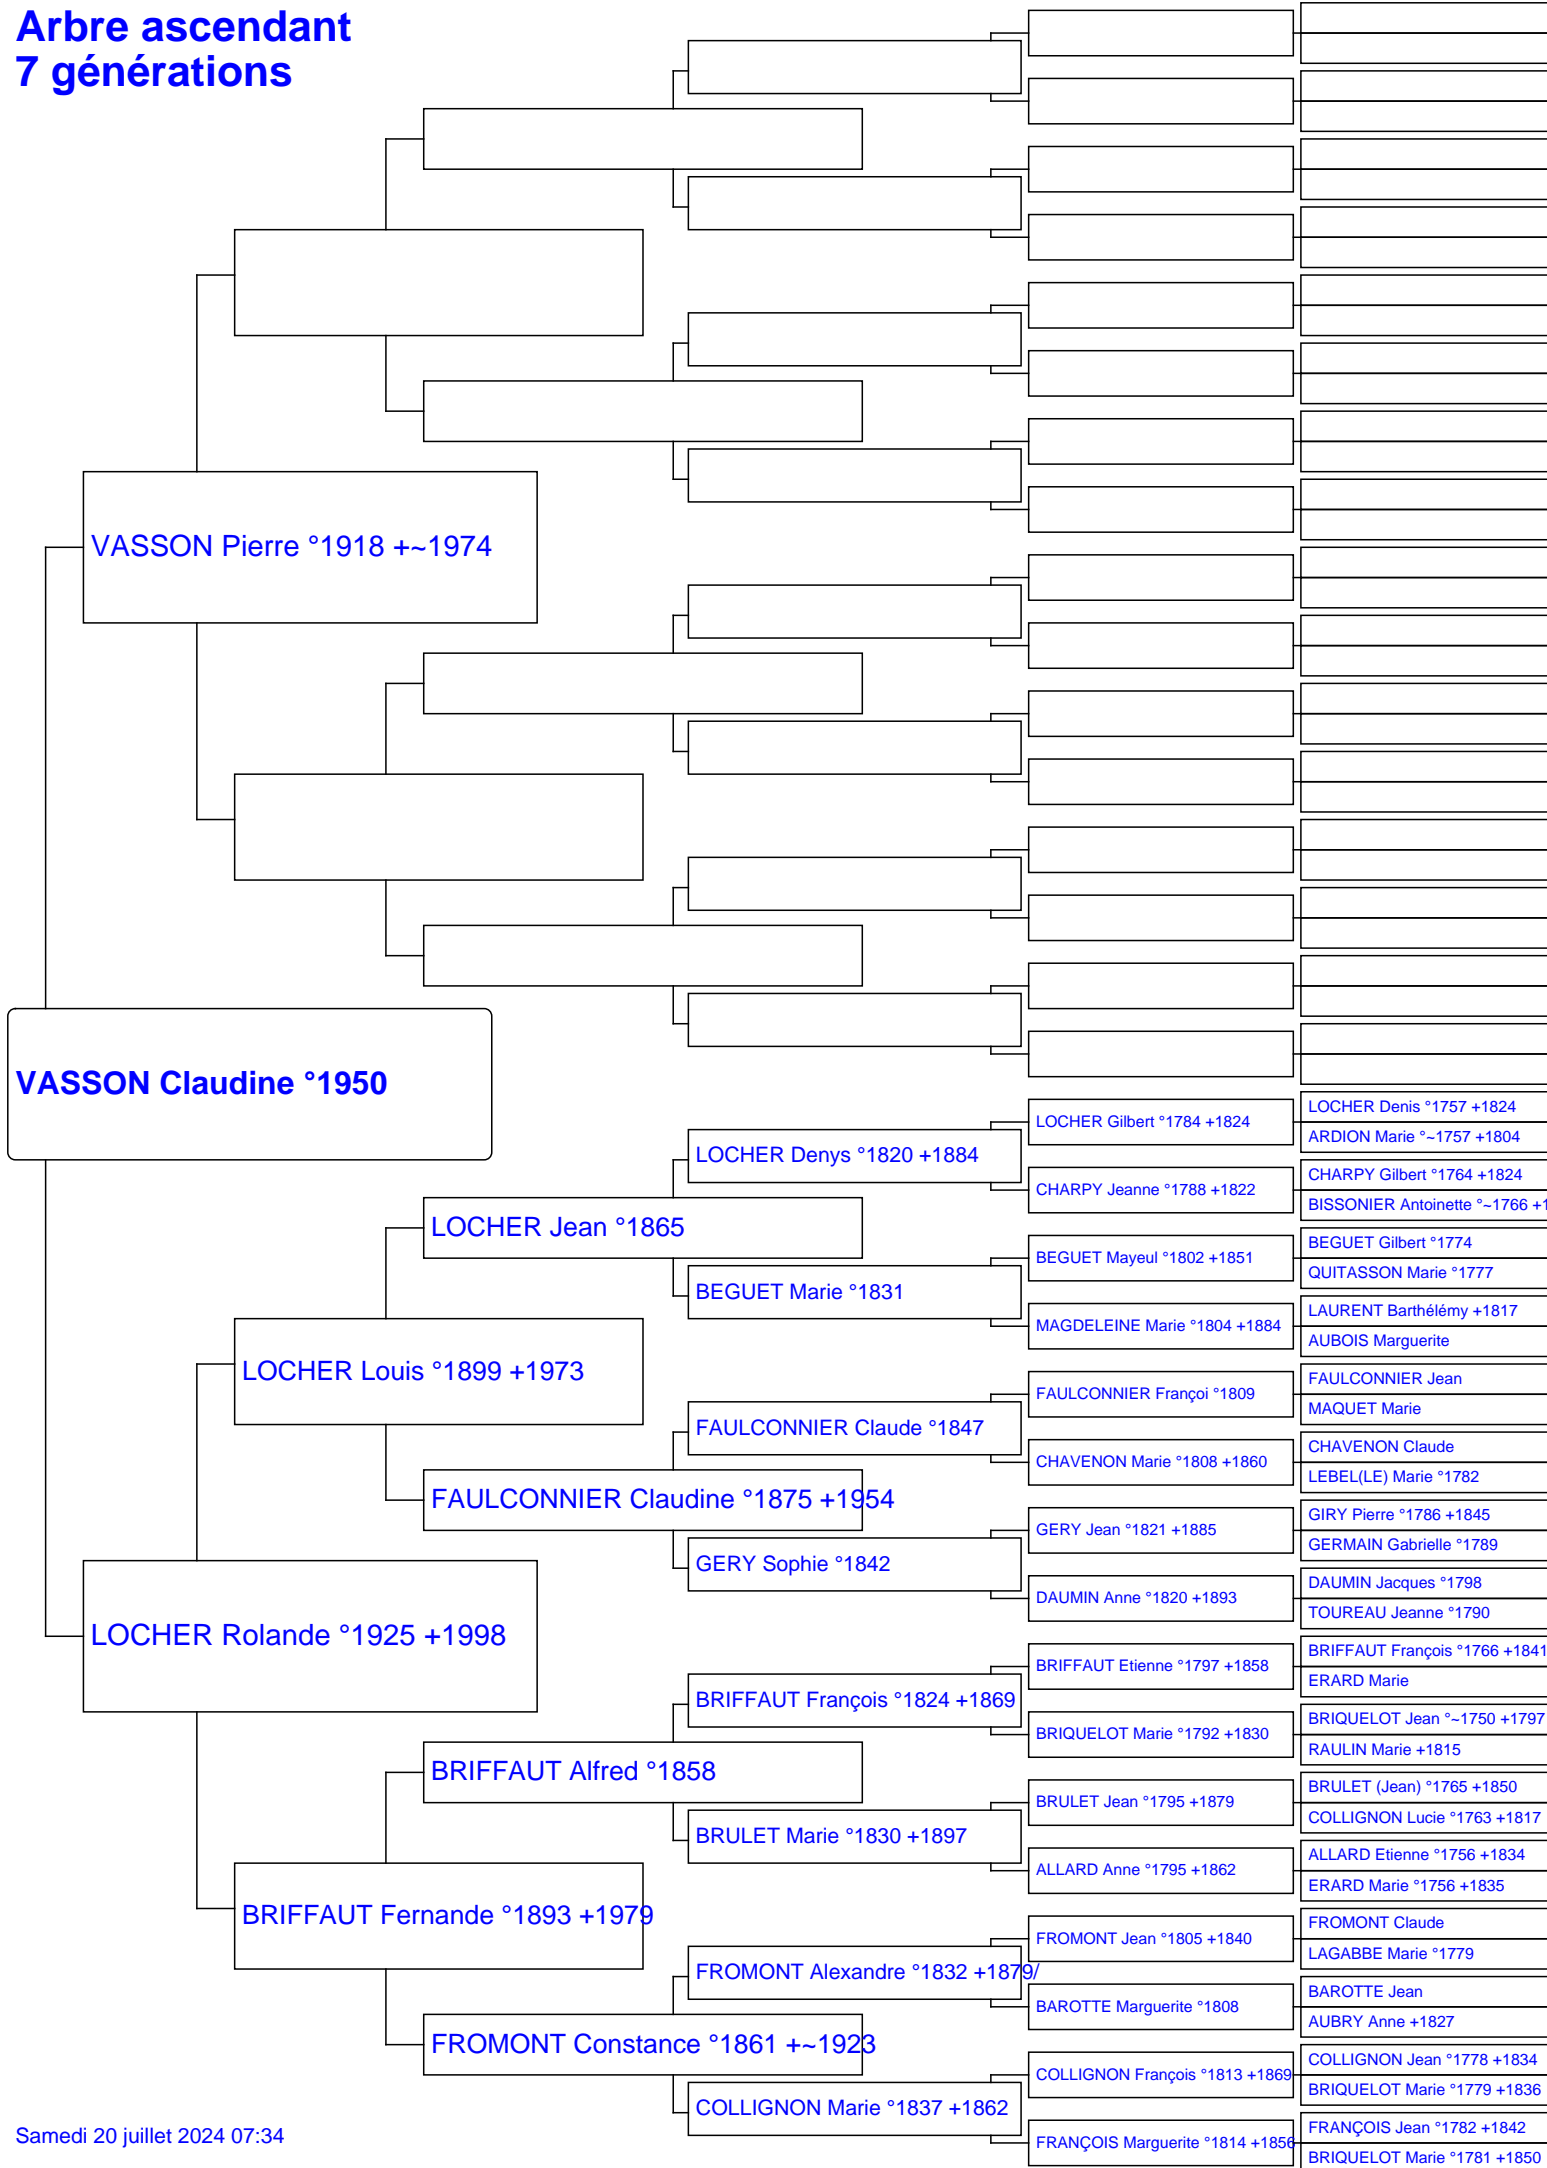 Arbre ascendant
7 générations
VASSON Pierre °1918 +~1974
VASSON Claudine °1950
LOCHER Denis °1757 +1824
LOCHER Gilbert °1784 +1824
ARDION Marie °~1757 +1804
LOCHER Denys °1820 +1884
CHARPY Gilbert °1764 +1824
CHARPY Jeanne °1788 +1822
BISSONIER Antoinette °~1766 +1
LOCHER Jean °1865
BEGUET Gilbert °1774
BEGUET Mayeul °1802 +1851
QUITASSON Marie °1777
BEGUET Marie °1831
LAURENT Barthélémy +1817
MAGDELEINE Marie °1804 +1884
AUBOIS Marguerite
LOCHER Louis °1899 +1973
FAULCONNIER Jean
FAULCONNIER Françoi °1809
MAQUET Marie
FAULCONNIER Claude °1847
CHAVENON Claude
CHAVENON Marie °1808 +1860
LEBEL(LE) Marie °1782
FAULCONNIER Claudine °1875 +1954
GIRY Pierre °1786 +1845
GERY Jean °1821 +1885
GERMAIN Gabrielle °1789
GERY Sophie °1842
DAUMIN Jacques °1798
DAUMIN Anne °1820 +1893
TOUREAU Jeanne °1790
LOCHER Rolande °1925 +1998
BRIFFAUT François °1766 +1841
BRIFFAUT Etienne °1797 +1858
ERARD Marie
BRIFFAUT François °1824 +1869
BRIQUELOT Jean °~1750 +1797
BRIQUELOT Marie °1792 +1830
RAULIN Marie +1815
BRIFFAUT Alfred °1858
BRULET (Jean) °1765 +1850
BRULET Jean °1795 +1879
COLLIGNON Lucie °1763 +1817
BRULET Marie °1830 +1897
ALLARD Etienne °1756 +1834
ALLARD Anne °1795 +1862
ERARD Marie °1756 +1835
BRIFFAUT Fernande °1893 +1979
FROMONT Claude
FROMONT Jean °1805 +1840
LAGABBE Marie °1779
FROMONT Alexandre °1832 +1879/
BAROTTE Jean
BAROTTE Marguerite °1808
AUBRY Anne +1827
FROMONT Constance °1861 +~1923
COLLIGNON Jean °1778 +1834
COLLIGNON François °1813 +1869
BRIQUELOT Marie °1779 +1836
COLLIGNON Marie °1837 +1862
FRANÇOIS Jean °1782 +1842
FRANÇOIS Marguerite °1814 +1856
BRIQUELOT Marie °1781 +1850
Samedi 20 juillet 2024 07:34